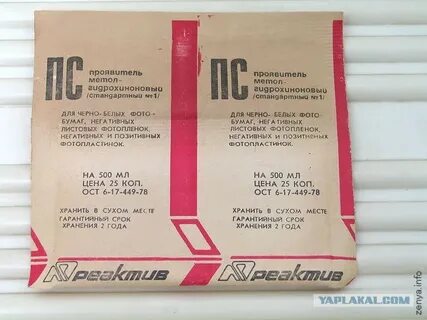 ПС
проявитель
метол-
гидрохиноновый
/стандартный №1/
ДЛЯ ЧЕРНО-БЕЛЫХ ФОТО-
БУМАГ, НЕГАТИВНЫХ
ЛИСТОВЫХ ФОТОПЛЕНОК,
НЕГАТИВНЫХ И ПОЗИТИВНЫХ
ФОТОПЛАСТИНОК.
НА 500 МЛ
ЦЕНА 25 КОП.
ОСТ 6-17-449-78
ХРАНИТЬ В СУХОМ МЕСТЕ
ГАРАНТИЙНЫЙ СРОК
ХРАНЕНИЯ 2 ГОДА
реактив
ПС
проявитель
метол-
гидрохиноновый
/стандартный №1/
ДЛЯ ЧЕРНО-БЕЛЫХ ФОТО-
БУМАГ, НЕГАТИВНЫХ
ЛИСТОВЫХ ФОТОПЛЕНОК,
НЕГАТИВНЫХ И ПОЗИТИВНЫХ
ФОТОПЛАСТИНОК.
НА 500 МЛ
ЦЕНА 25 КОП.
ОСТ 6-17-449-78
ХРАНИТЬ В СУХОМ МЕСТЕ
ГАРАНТИЙНЫЙ СРОК
ХРАНЕНИЯ 2 ГОДА
реактив
zenya.info
YAPLAKAL.COM